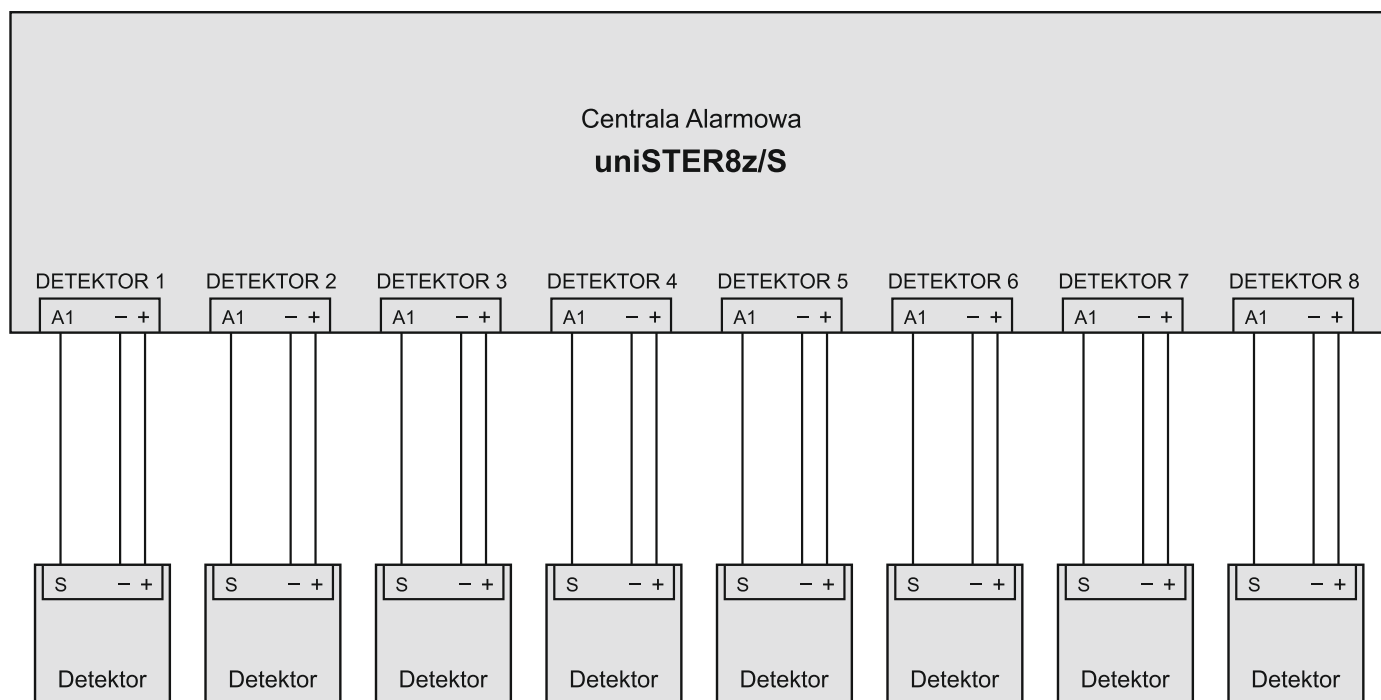 Centrala Alarmowa
uniSTER8z/S
DETEKTOR 1 DETEKTOR 2 DETEKTOR 3 DETEKTOR 4 DETEKTOR 5 DETEKTOR 6 DETEKTOR 7 DETEKTOR 8
A1 − + A1 − + A1 − + A1 − + A1 − + A1 − + A1 − + A1 − +
S − + S − + S − + S − + S − + S − + S − + S − +
Detektor Detektor Detektor Detektor Detektor Detektor Detektor Detektor